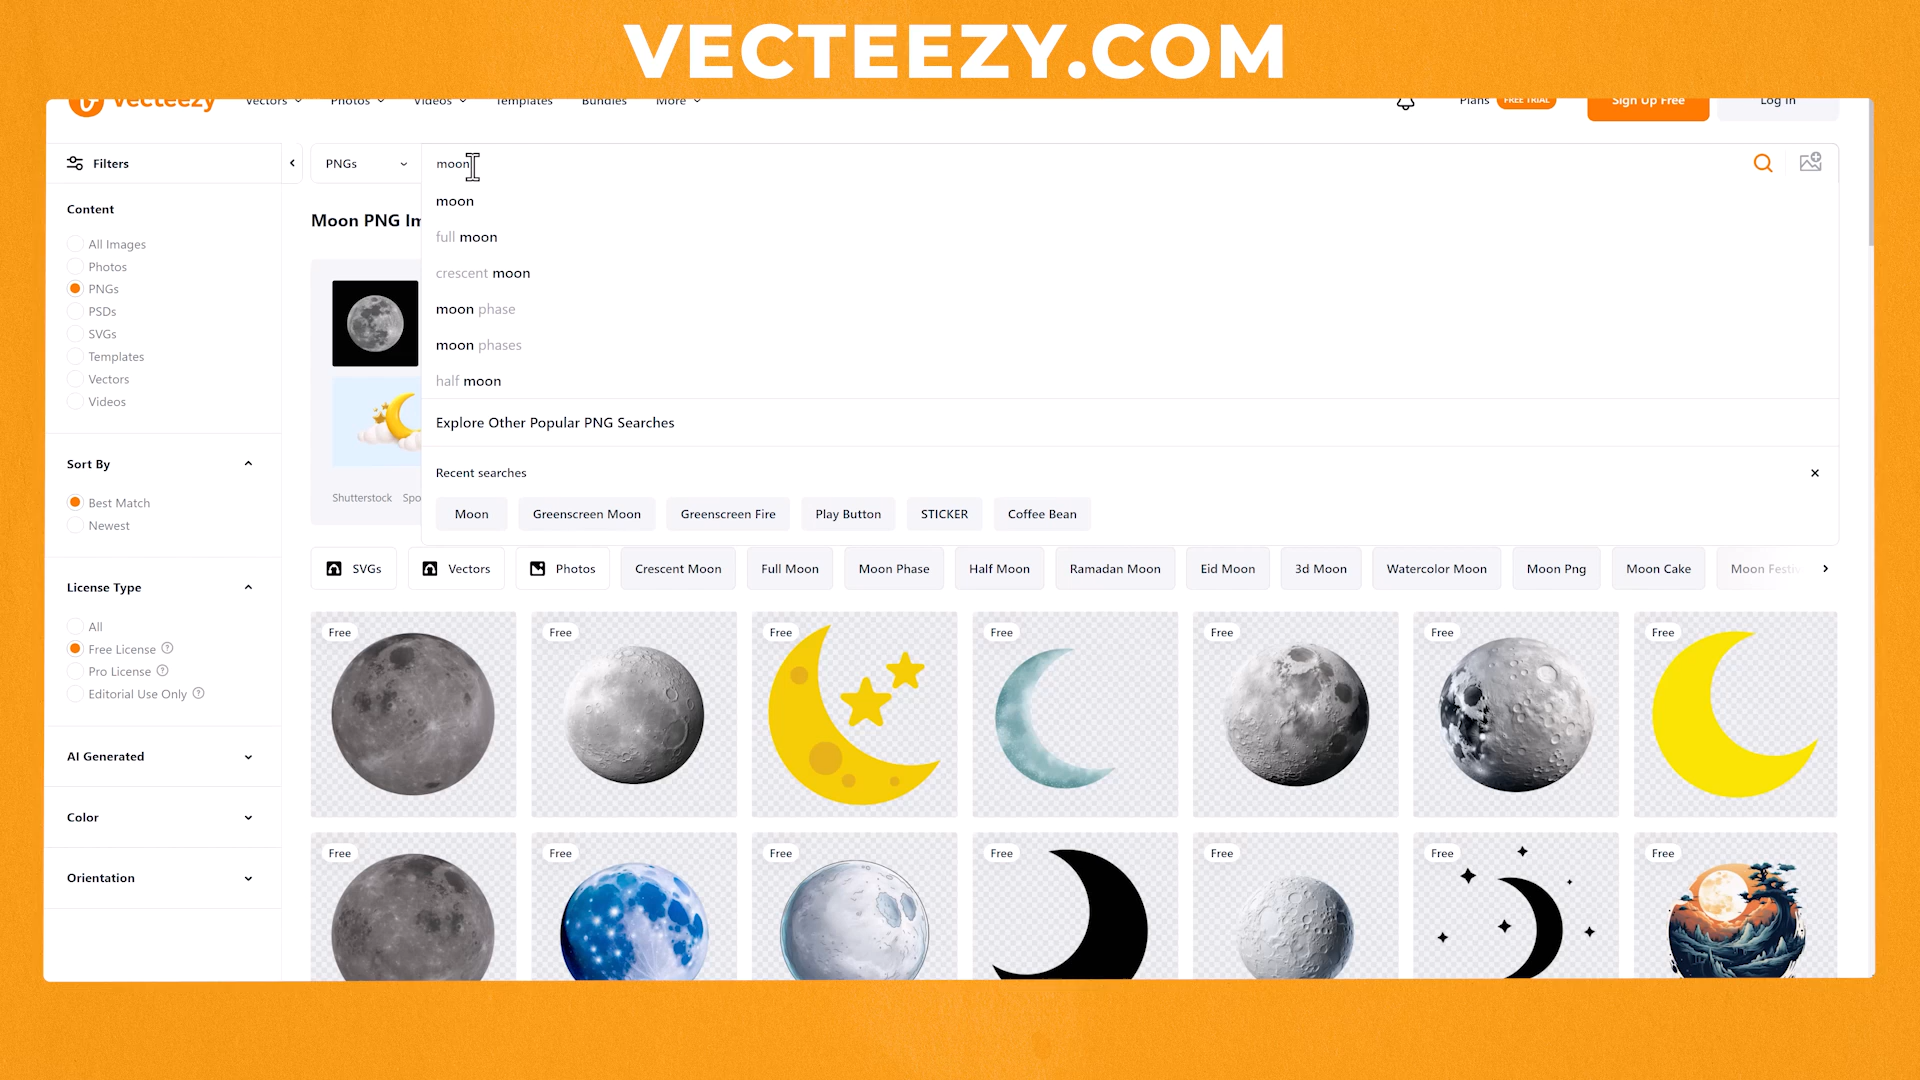 VECTEEZY.COM
Vecteezy Vectors Photos Videos Templates Bundles More Plans FREE TRIAL Sign Up Free Log In
Filters
PNGs
moon
Content
All Images
Photos
PNGs
PSDs
SVGs
Templates
Vectors
Videos
Sort By
Best Match
Newest
License Type
All
Free License
Pro License
Editorial Use Only
AI Generated
Color
Orientation
moon
full moon
crescent moon
moon phase
moon phases
half moon
Explore Other Popular PNG Searches
Recent searches
Moon Greenscreen Moon Greenscreen Fire Play Button STICKER Coffee Bean
Moon PNG Im
Shutterstock Spo
SVGs Vectors Photos Crescent Moon Full Moon Moon Phase Half Moon Ramadan Moon Eid Moon 3d Moon Watercolor Moon Moon Png Moon Cake Moon Festiv
Free Free Free Free Free Free Free
Free Free Free Free Free Free Free